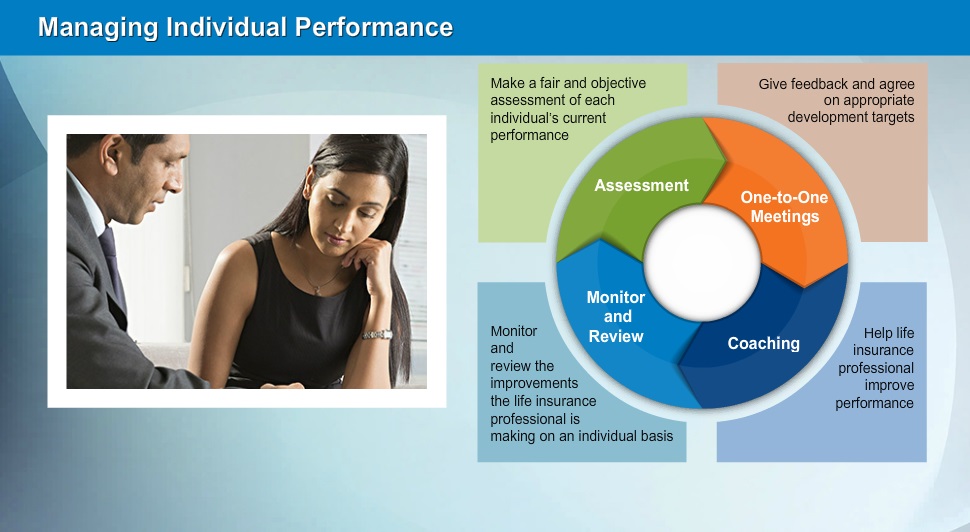 Managing Individual Performance
Make a fair and objective
assessment of each
individual's current
performance
Give feedback and agree
on appropriate
development targets
Assessment
One-to-One
Meetings
Monitor
and
Review
Coaching
Monitor
and
review the
improvements
the life insurance
professional is
making on an individual basis
Help life
insurance
professional
improve
performance